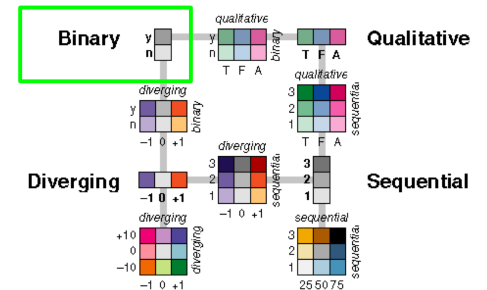 qualitative
Binary y y Qualitative
n n binary
T F A T F A
qualitative
diverging 3
y 2 sequential
n binary 1
−1 0 +1 T F A
diverging
3 3
Diverging 2 sequential 2 Sequential
−1 0 +1 1 1
−1 0 +1
diverging sequential
+10 3
0 diverging 2 sequential
−10 1
−1 0 +1 25 50 75